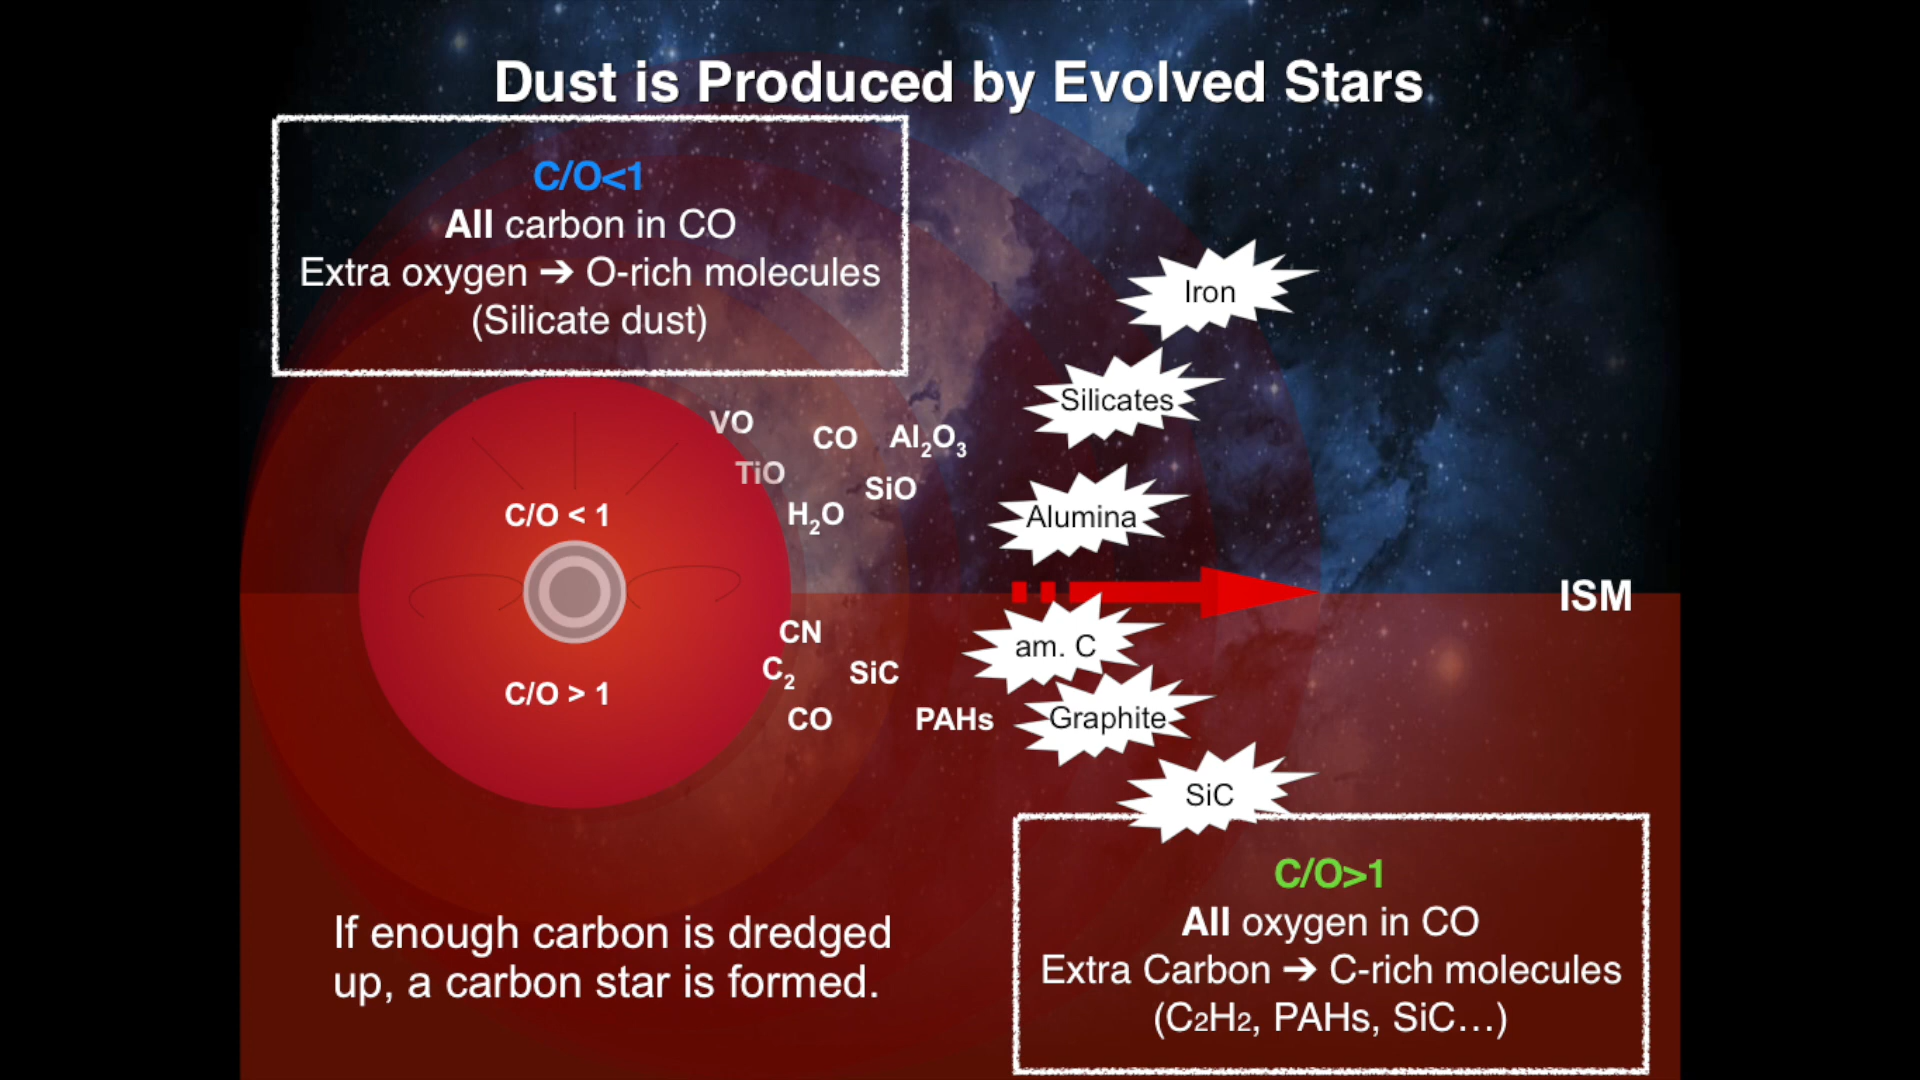 Dust is Produced by Evolved Stars
C/O<1
All carbon in CO
Extra oxygen ➔ O-rich molecules
(Silicate dust)
Iron
Silicates
VO
CO
Al₂O₃
TiO
SiO
H₂O
Alumina
C/O < 1
ISM
CN
am. C
C₂
SiC
C/O > 1
CO
PAHs
Graphite
SiC
C/O>1
All oxygen in CO
Extra Carbon ➔ C-rich molecules
(C₂H₂, PAHs, SiC…)
If enough carbon is dredged
up, a carbon star is formed.